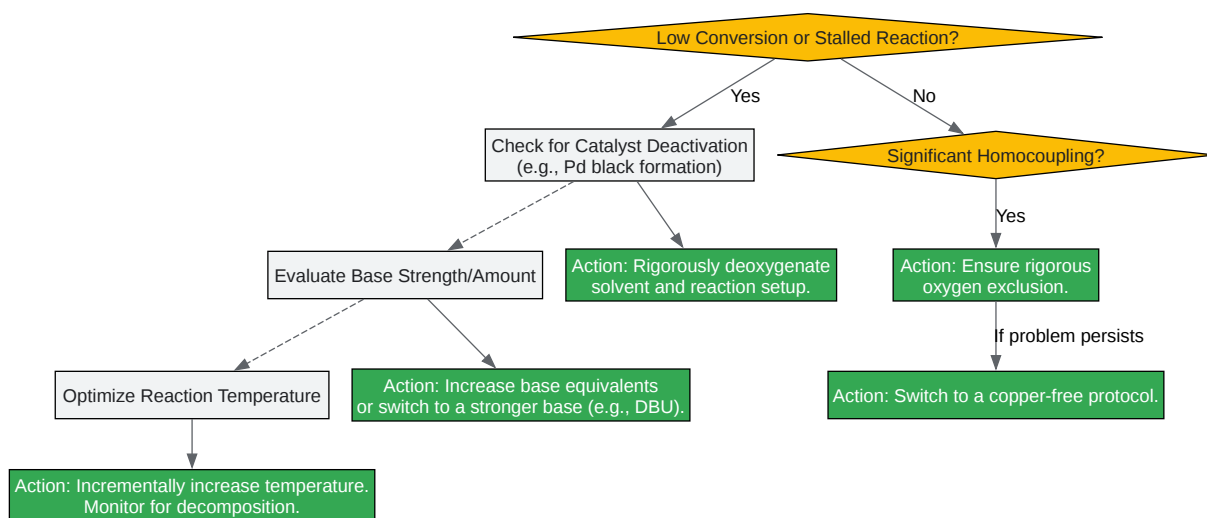 Low Conversion or Stalled Reaction?
Yes
No
Check for Catalyst Deactivation
(e.g., Pd black formation)
Significant Homocoupling?
Yes
Evaluate Base Strength/Amount
Action: Rigorously deoxygenate
solvent and reaction setup.
Action: Ensure rigorous
oxygen exclusion.
If problem persists
Optimize Reaction Temperature
Action: Increase base equivalents
or switch to a stronger base (e.g., DBU).
Action: Switch to a copper-free protocol.
Action: Incrementally increase temperature.
Monitor for decomposition.